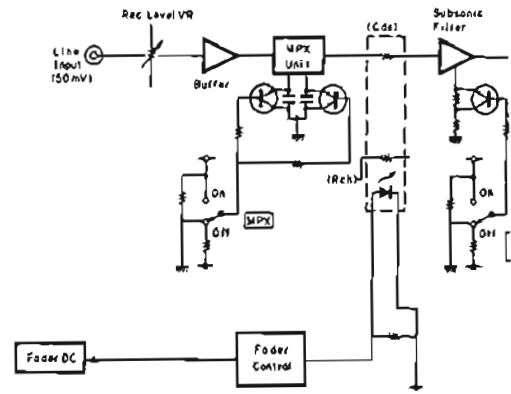 Rec Level VR
Line
Input
(50mV)
Buffer
MPX
Unit
(Cds)
Subsonic
Filter
(Rch)
On
Off
MPX
On
Off
Fader DC
Fader
Control